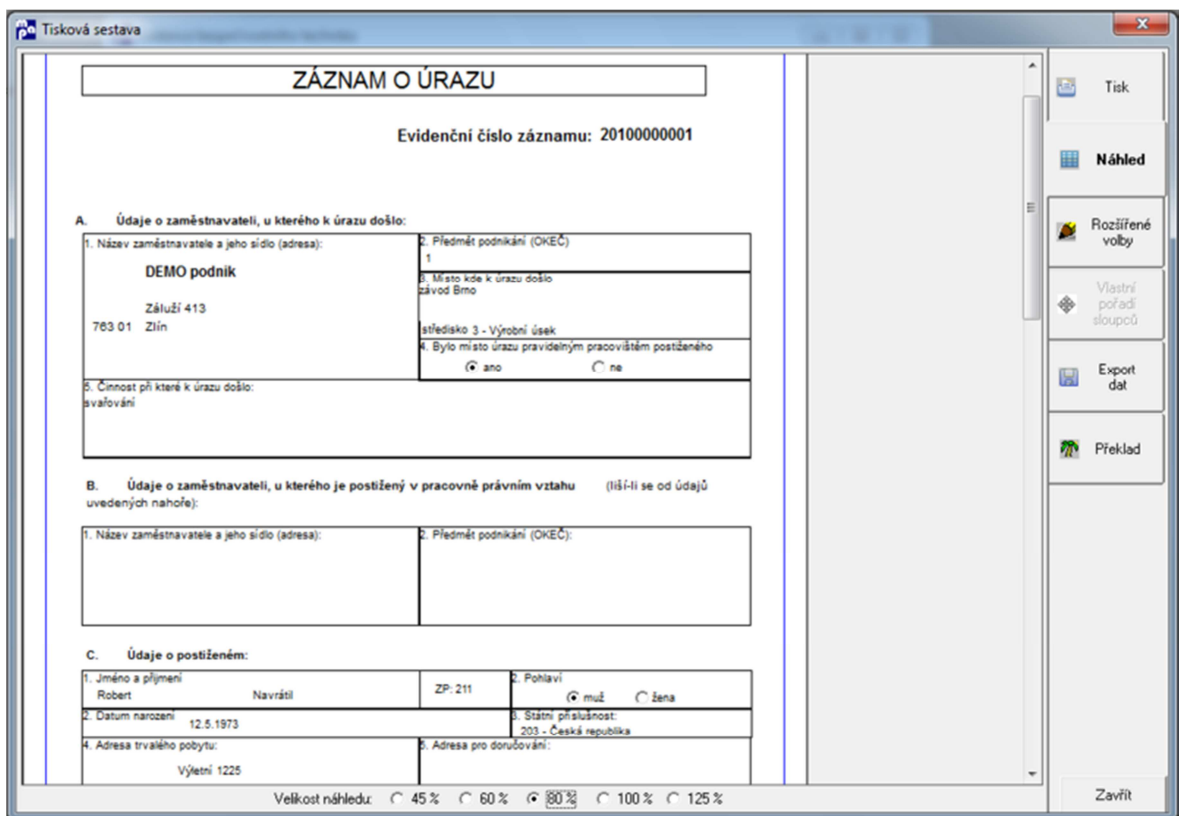 Tisková sestava
ZÁZNAM O ÚRAZU
Evidenční číslo záznamu: 20100000001
A. Údaje o zaměstnavateli, u kterého k úrazu došlo:
1. Název zaměstnavatele a jeho sídlo (adresa):
DEMO podnik
Záluží 413
763 01 Zlín
2. Předmět podnikání (OKEČ)
1
3. Místo kde k úrazu došlo
závod Brno
středisko 3 - Výrobní úsek
4. Bylo místo úrazu pravidelným pracovištěm postiženého
ano ne
5. Činnost při které k úrazu došlo:
svařování
B. Údaje o zaměstnavateli, u kterého je postižený v pracovně právním vztahu (liší-li se od údajů
uvedených nahoře):
1. Název zaměstnavatele a jeho sídlo (adresa):
2. Předmět podnikání (OKEČ):
C. Údaje o postiženém:
1. Jméno a příjmení
Robert Navrátil
ZP: 211
2. Pohlaví
muž žena
2. Datum narození
12.5.1973
3. Státní příslušnost:
203 - Česká republika
4. Adresa trvalého pobytu:
Výletní 1225
5. Adresa pro doručování:
Velikost náhledu: 45 % 60 % 80 % 100 % 125 %
Tisk
Náhled
Rozšířené
volby
Vlastní
pořadí
sloupců
Export
dat
Překlad
Zavřít